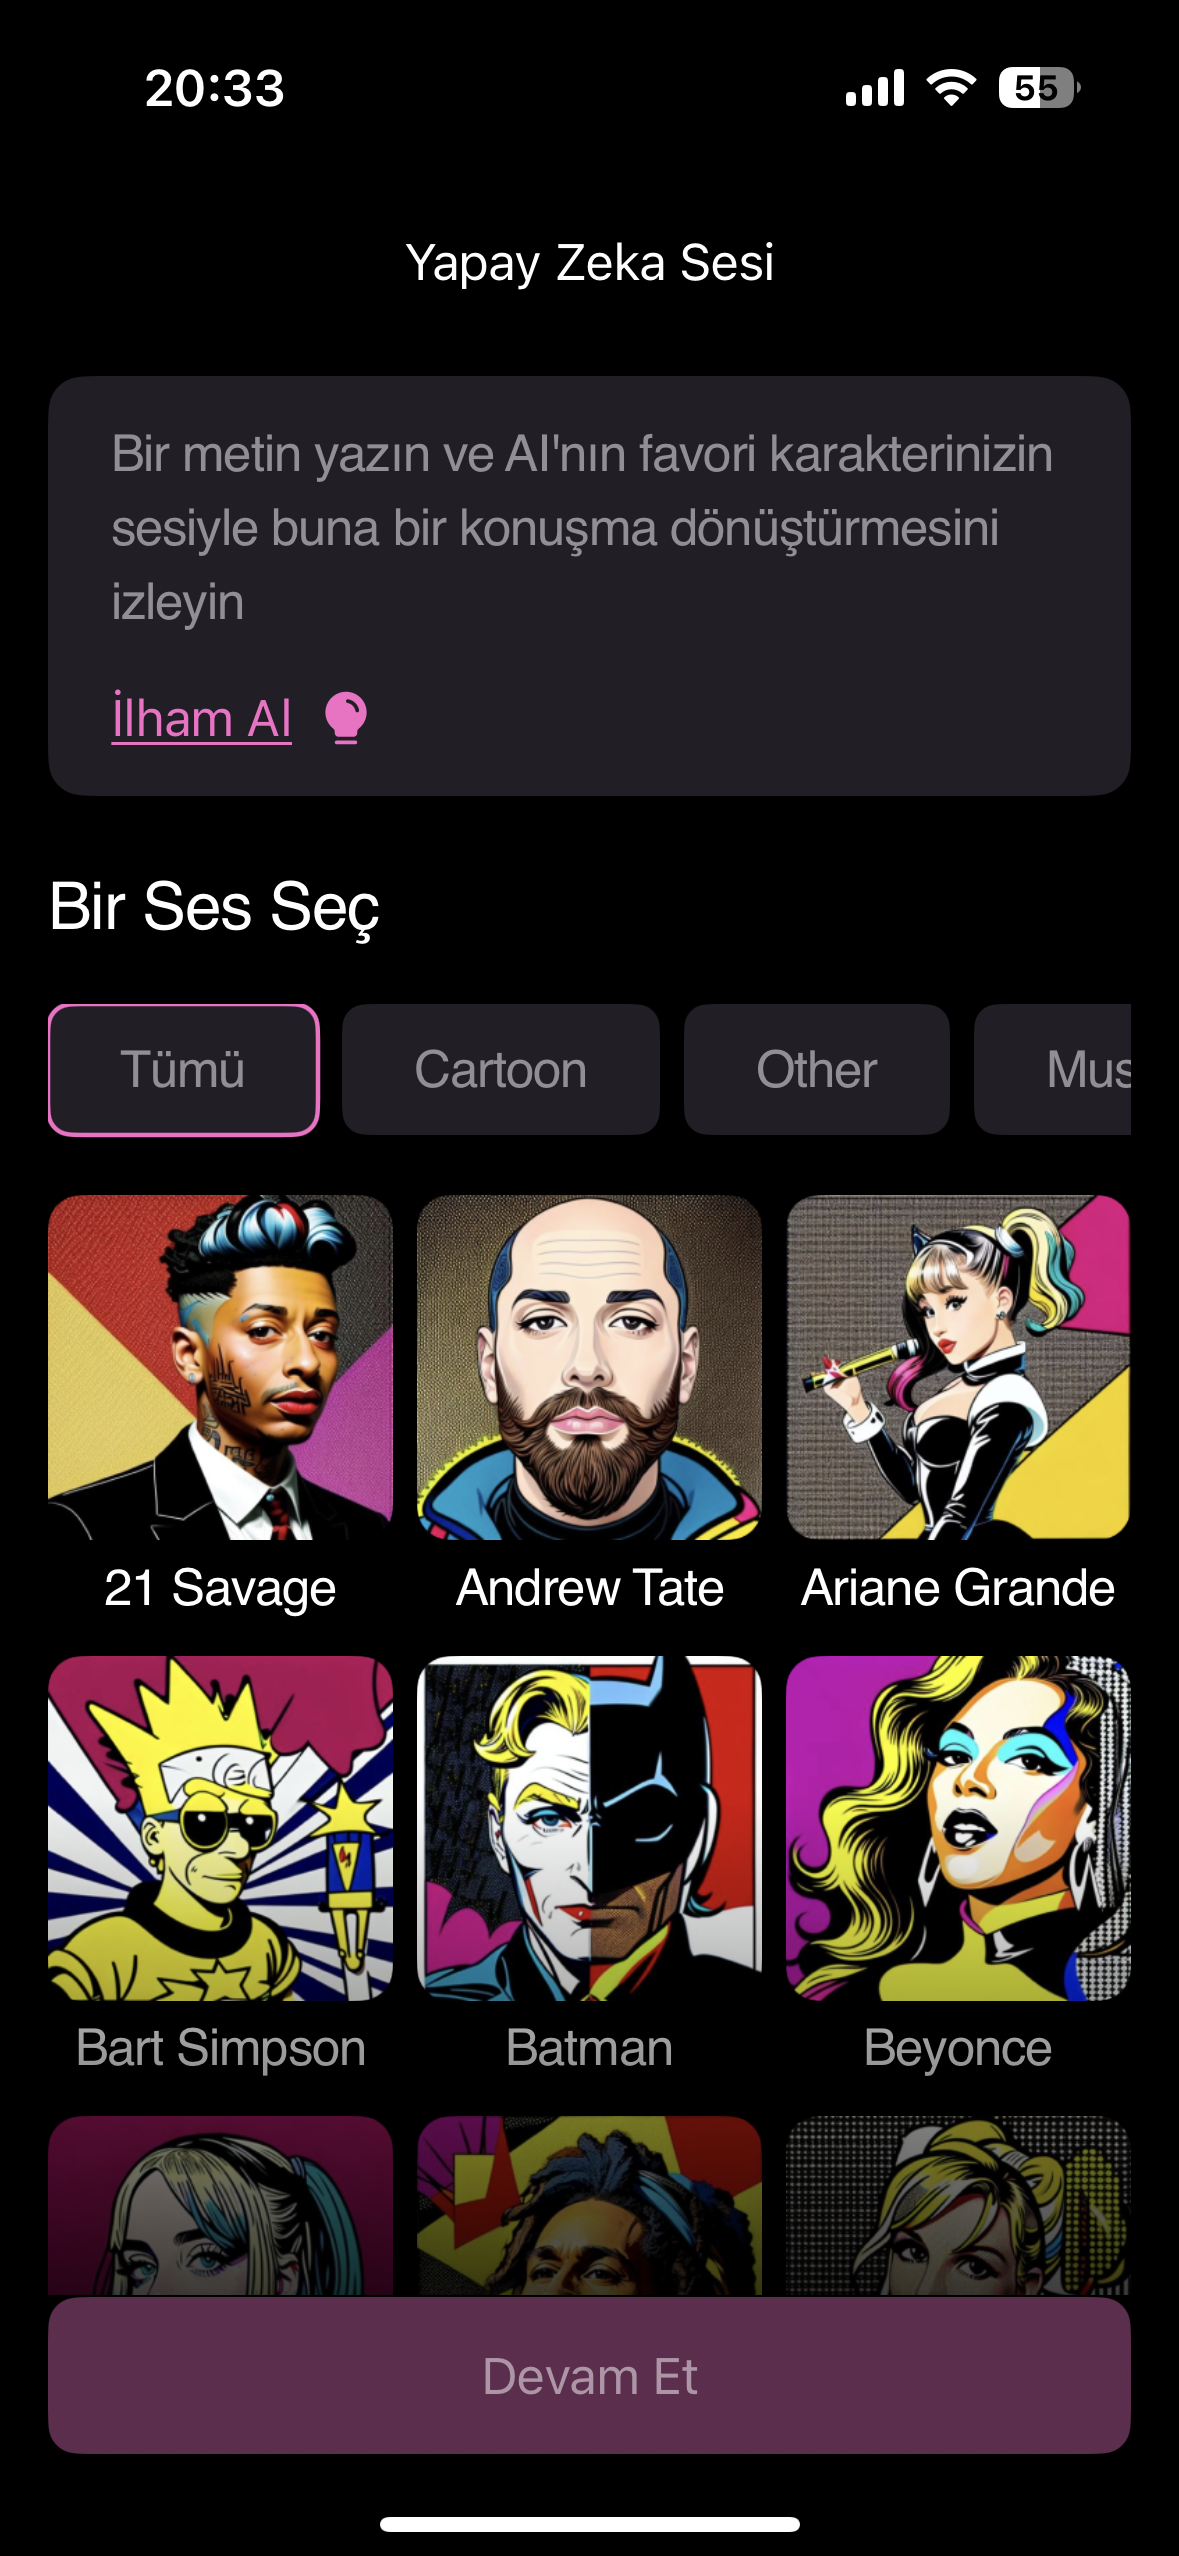 20:33
55
Yapay Zeka Sesi
Bir metin yazın ve AI'nın favori karakterinizin
sesiyle buna bir konuşma dönüştürmesini
izleyin
İlham Al
Bir Ses Seç
Tümü
Cartoon
Other
Mus
21 Savage
Andrew Tate
Ariane Grande
Bart Simpson
Batman
Beyonce
Devam Et